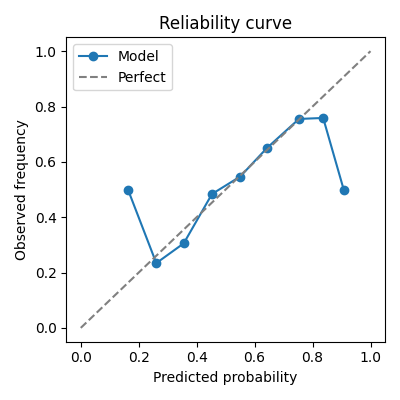 Reliability curve
Model
Perfect
1.0
0.8
0.6
0.4
0.2
0.0
Observed frequency
0.0 0.2 0.4 0.6 0.8 1.0
Predicted probability